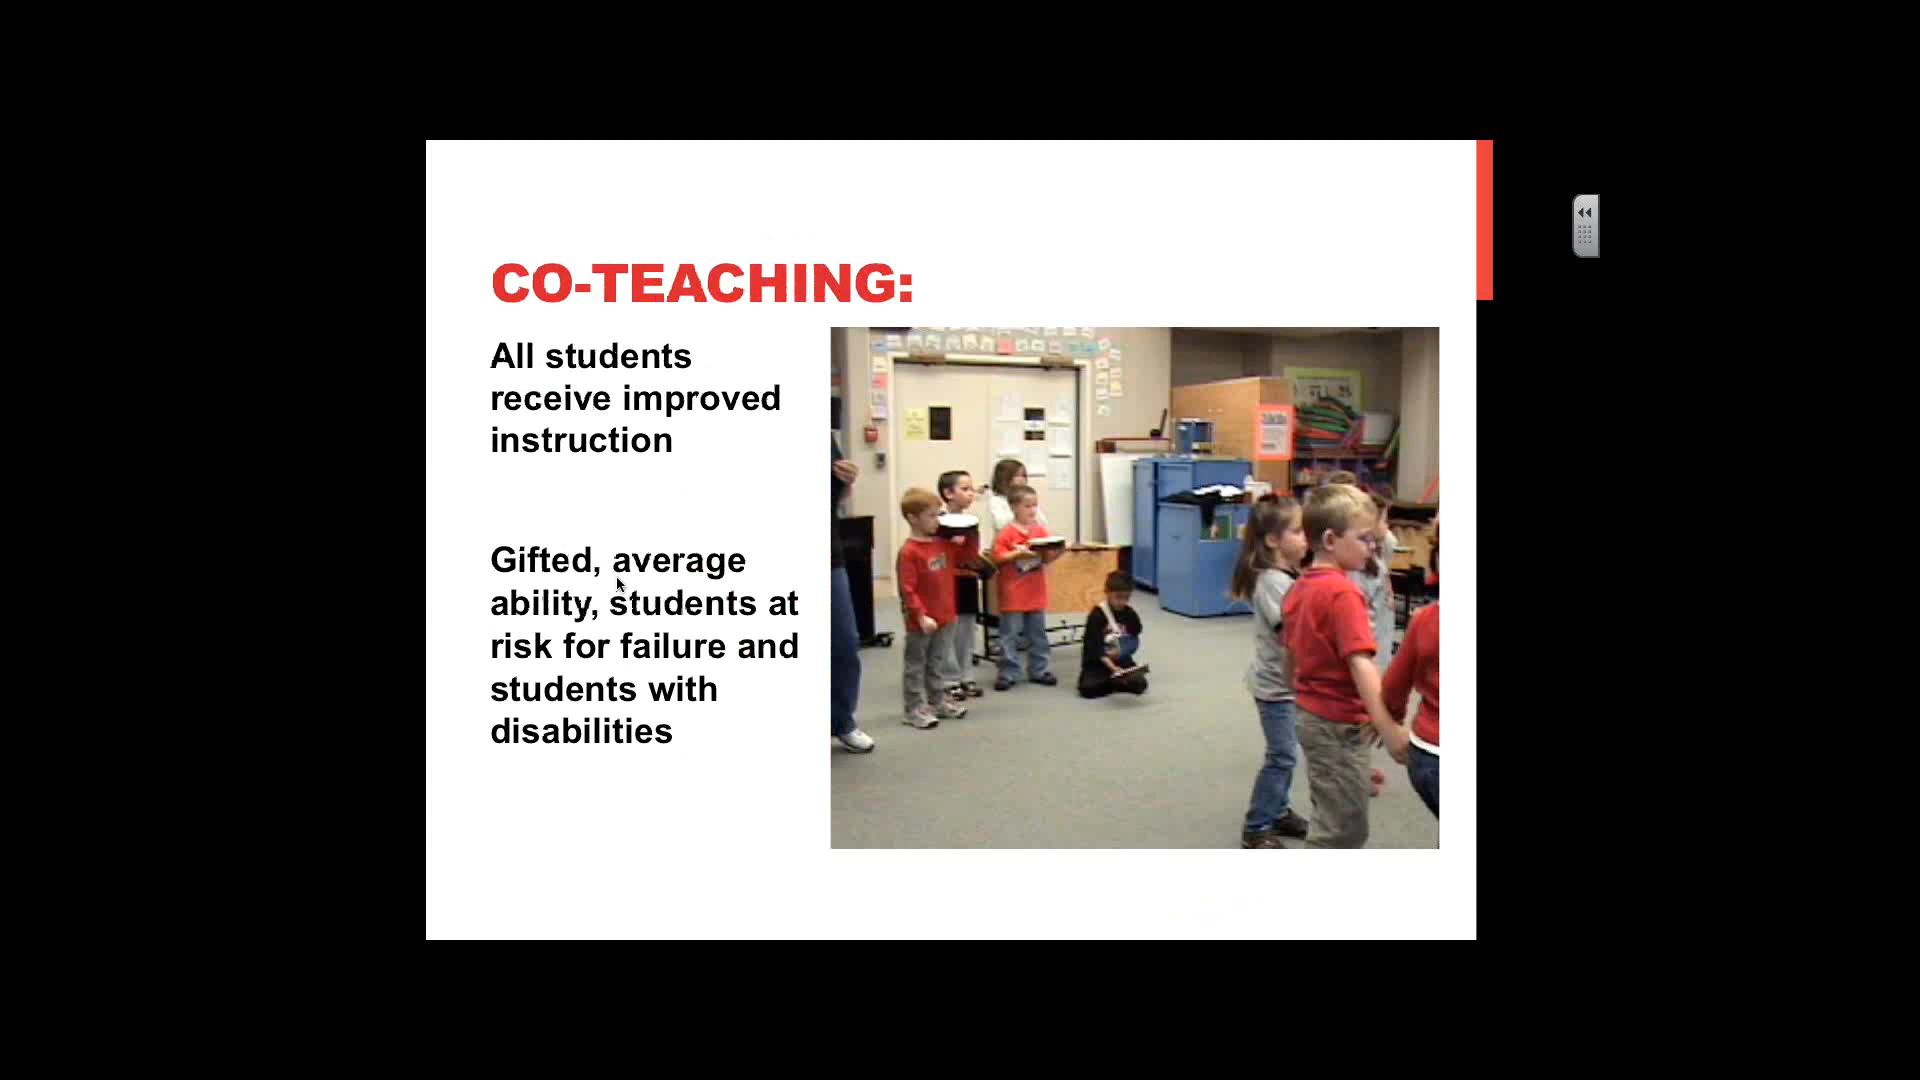 CO-TEACHING:
All students
receive improved
instruction
Gifted, average
ability, students at
risk for failure and
students with
disabilities